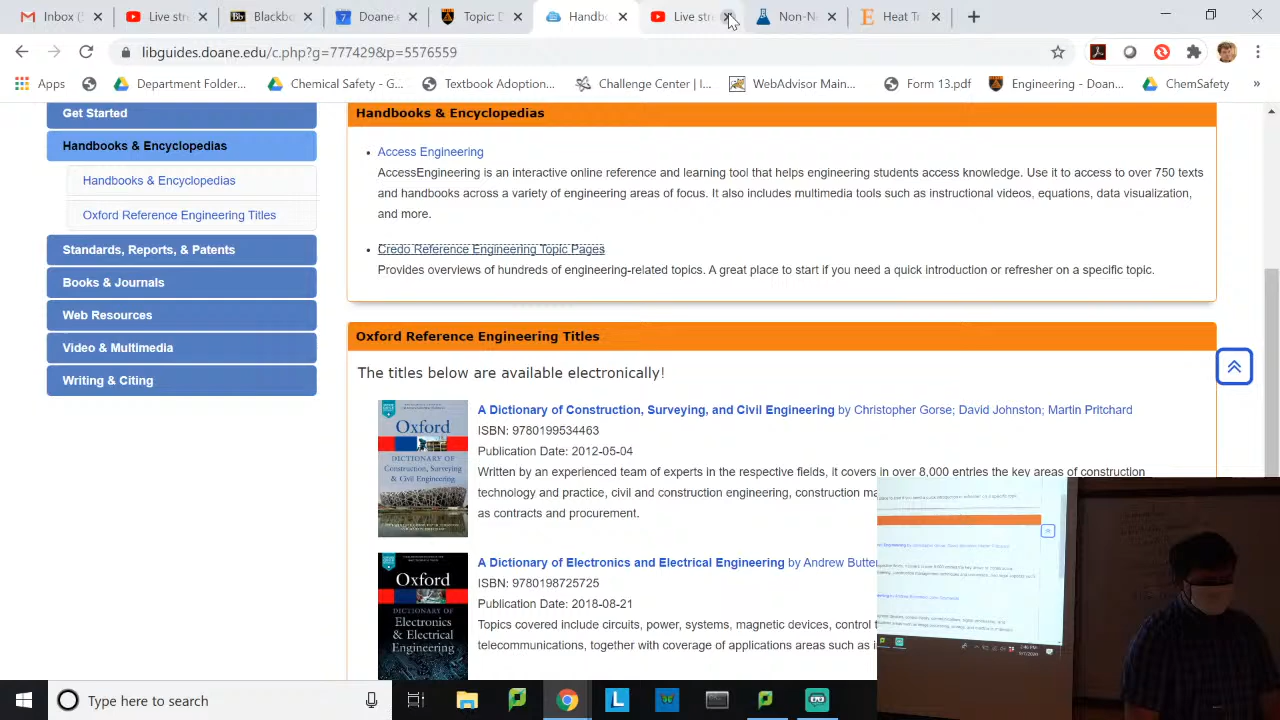 Live stre
Blackbo
Academ
Topic D
Handbo
Live stre
Non-N
Heat Tr
libguides.doane.edu/c.php?g=777429&p=5576559
Apps
Department Folder...
Chemical Safety - G...
Textbook Adoption...
Challenge Center | I...
WebAdvisor Main...
Form 13.pdf
Engineering - Doan...
ChemSafety
»
Get Started
Handbooks & Encyclopedias
Handbooks & Encyclopedias
Oxford Reference Engineering Titles
Standards, Reports, & Patents
Books & Journals
Web Resources
Video & Multimedia
Writing & Citing
Handbooks & Encyclopedias
• Access Engineering
AccessEngineering is an interactive online reference and learning tool that helps engineering students access knowledge. Use it to access to over 750 texts
and handbooks across a variety of engineering areas of focus. It also includes multimedia tools such as instructional videos, equations, data visualization,
and more.
• Credo Reference Engineering Topic Pages
Provides overviews of hundreds of engineering-related topics. A great place to start if you need a quick introduction or refresher on a specific topic.
Oxford Reference Engineering Titles
The titles below are available electronically!
Oxford
DICTIONARY OF
Construction, Surveying
& Civil Engineering
A Dictionary of Construction, Surveying, and Civil Engineering by Christopher Gorse; David Johnston; Martin Pritchard
ISBN: 9780199534463
Publication Date: 2012-05-04
Written by an experienced team of experts in the respective fields, it covers in over 8,000 entries the key areas of construction
technology and practice, civil and construction engineering, construction ma
as contracts and procurement.
Oxford
DICTIONARY OF
Electronics
& Electrical
Engineering
A Dictionary of Electronics and Electrical Engineering by Andrew Butte
ISBN: 9780198725725
Publication Date: 2018-08-21
Topics covered include circuits, power, systems, magnetic devices, control t
telecommunications, together with coverage of applications areas such as i
Type here to search